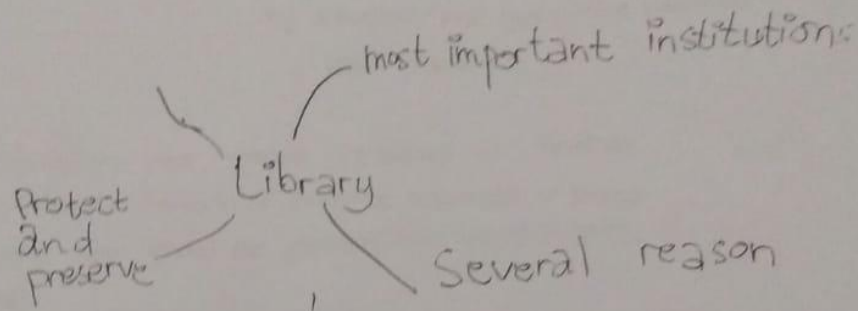 most important institution
Library
Protect
and
preserve
Several reason